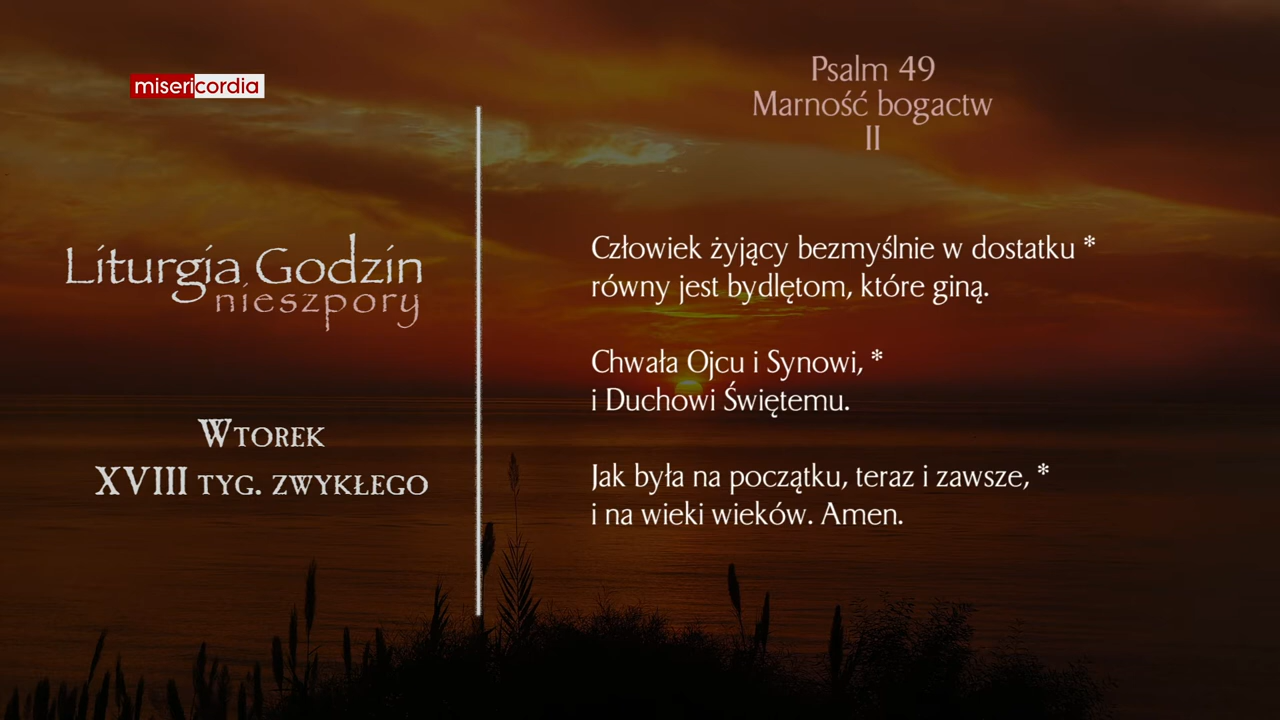 misericordia
Liturgia Godzin
nieszpory
Wtorek
XVIII tyg. zwykłego
Psalm 49
Marność bogactw
II
Człowiek żyjący bezmyślnie w dostatku *
równy jest bydlętom, które giną.
Chwała Ojcu i Synowi, *
i Duchowi Świętemu.
Jak była na początku, teraz i zawsze, *
i na wieki wieków. Amen.